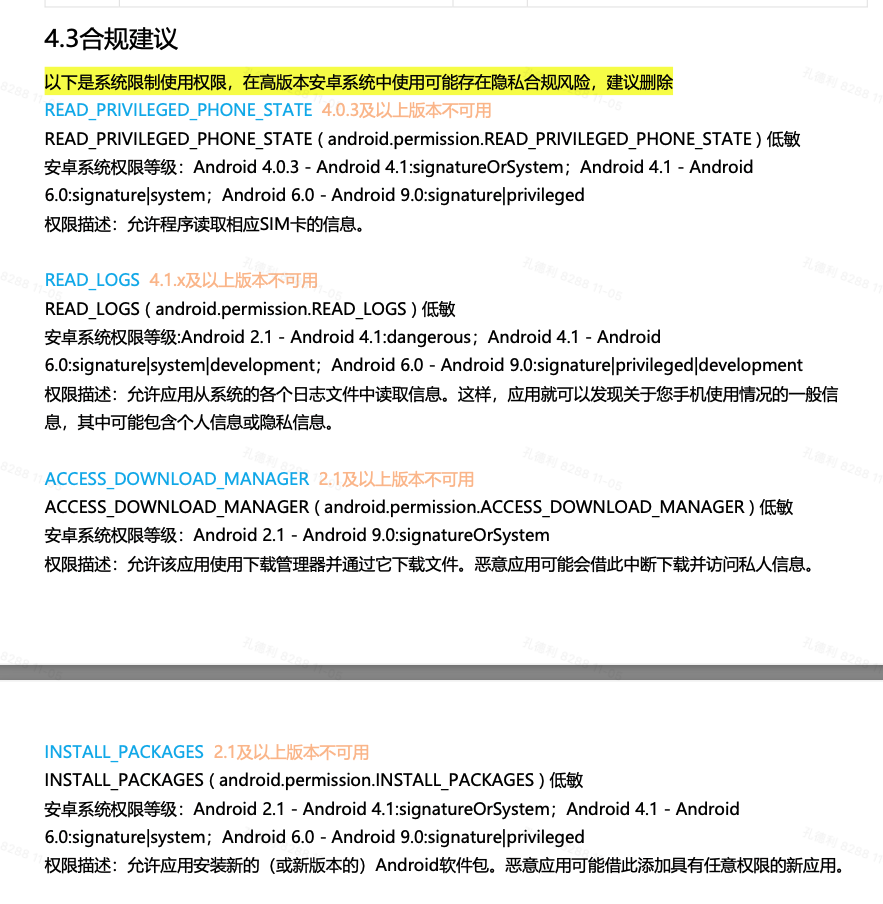 4.3合规建议
以下是系统限制使用权限，在高版本安卓系统中使用可能存在隐私合规风险，建议删除
READ_PRIVILEGED_PHONE_STATE 4.0.3及以上版本不可用
READ_PRIVILEGED_PHONE_STATE ( android.permission.READ_PRIVILEGED_PHONE_STATE ) 低敏
安卓系统权限等级：Android 4.0.3 - Android 4.1:signatureOrSystem；Android 4.1 - Android
6.0:signature|system；Android 6.0 - Android 9.0:signature|privileged
权限描述：允许程序读取相应SIM卡的信息。
READ_LOGS 4.1.x及以上版本不可用
READ_LOGS ( android.permission.READ_LOGS ) 低敏
安卓系统权限等级:Android 2.1 - Android 4.1:dangerous；Android 4.1 - Android
6.0:signature|system|development；Android 6.0 - Android 9.0:signature|privileged|development
权限描述：允许应用从系统的各个日志文件中读取信息。这样，应用就可以发现关于您手机使用情况的一般信
息，其中可能包含个人信息或隐私信息。
ACCESS_DOWNLOAD_MANAGER 2.1及以上版本不可用
ACCESS_DOWNLOAD_MANAGER ( android.permission.ACCESS_DOWNLOAD_MANAGER ) 低敏
安卓系统权限等级：Android 2.1 - Android 9.0:signatureOrSystem
权限描述：允许该应用使用下载管理器并通过它下载文件。恶意应用可能会借此中断下载并访问私人信息。
INSTALL_PACKAGES 2.1及以上版本不可用
INSTALL_PACKAGES ( android.permission.INSTALL_PACKAGES ) 低敏
安卓系统权限等级：Android 2.1 - Android 4.1:signatureOrSystem；Android 4.1 - Android
6.0:signature|system；Android 6.0 - Android 9.0:signature|privileged
权限描述：允许应用安装新的（或新版本的）Android软件包。恶意应用可能借此添加具有任意权限的新应用。